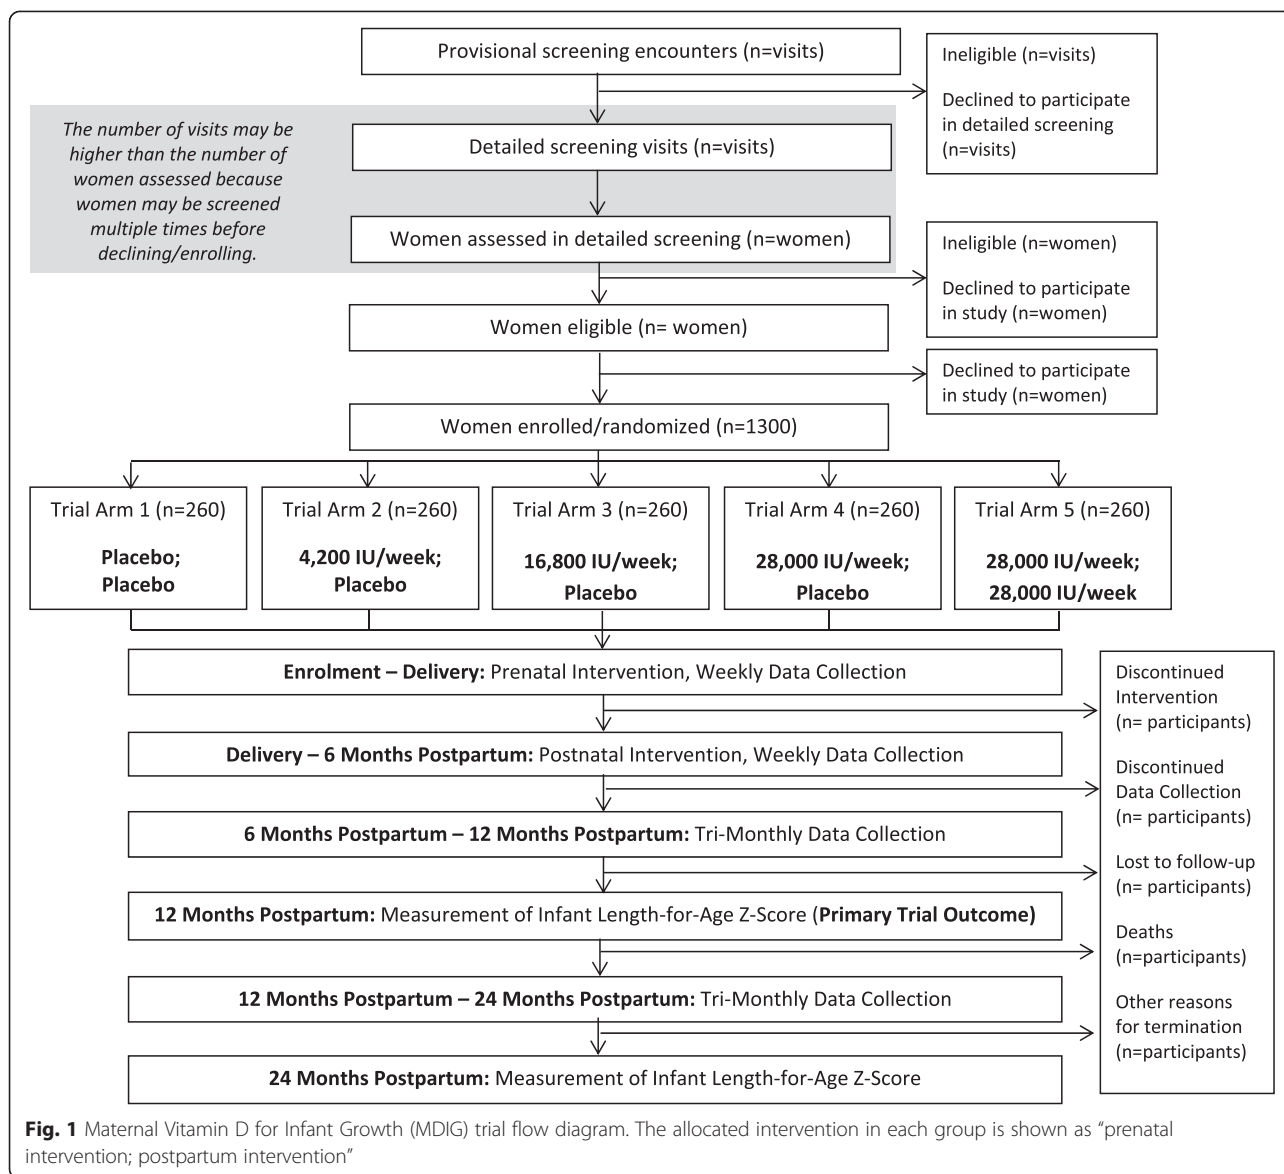 Provisional screening encounters (n=visits)
Ineligible (n=visits)
Declined to participate
in detailed screening
(n=visits)
The number of visits may be
higher than the number of
women assessed because
women may be screened
multiple times before
declining/enrolling.
Detailed screening visits (n=visits)
Women assessed in detailed screening (n=women)
Ineligible (n=women)
Declined to participate
in study (n=women)
Women eligible (n= women)
Declined to participate
in study (n=women)
Women enrolled/randomized (n=1300)
Trial Arm 1 (n=260)
Placebo;
Placebo
Trial Arm 2 (n=260)
4,200 IU/week;
Placebo
Trial Arm 3 (n=260)
16,800 IU/week;
Placebo
Trial Arm 4 (n=260)
28,000 IU/week;
Placebo
Trial Arm 5 (n=260)
28,000 IU/week;
28,000 IU/week
Enrolment – Delivery: Prenatal Intervention, Weekly Data Collection
Delivery – 6 Months Postpartum: Postnatal Intervention, Weekly Data Collection
6 Months Postpartum – 12 Months Postpartum: Tri-Monthly Data Collection
12 Months Postpartum: Measurement of Infant Length-for-Age Z-Score (Primary Trial Outcome)
12 Months Postpartum – 24 Months Postpartum: Tri-Monthly Data Collection
24 Months Postpartum: Measurement of Infant Length-for-Age Z-Score
Discontinued
Intervention
(n= participants)
Discontinued
Data Collection
(n= participants)
Lost to follow-up
(n= participants)
Deaths
(n=participants)
Other reasons
for termination
(n=participants)
Fig. 1 Maternal Vitamin D for Infant Growth (MDIG) trial flow diagram. The allocated intervention in each group is shown as “prenatal
intervention; postpartum intervention”